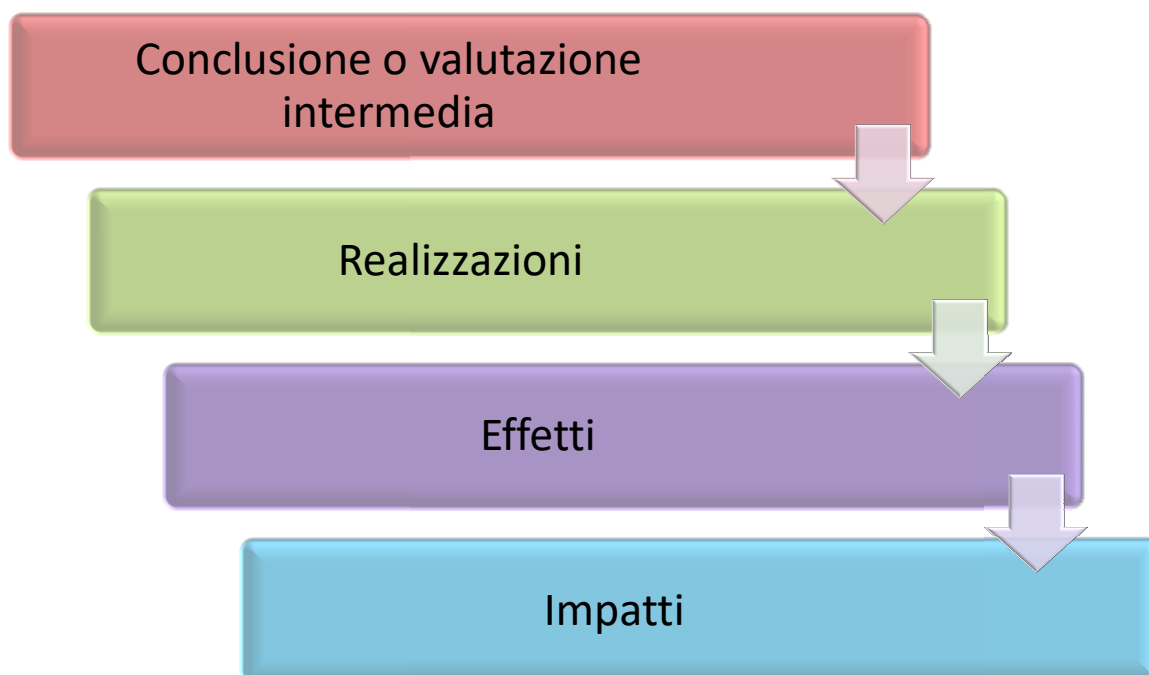 Conclusione o valutazione
intermedia
Realizzazioni
Effetti
Impatti